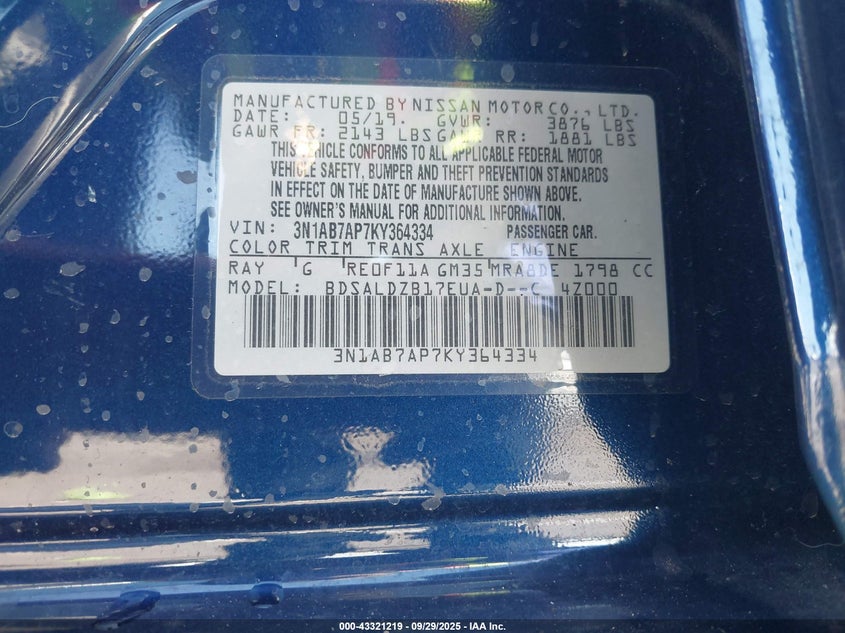 MANUFACTURED BY NISSAN MOTOR CO., LTD.
DATE: 05/19. GVWR: 3876 LBS
GAWR FR: 2143 LBS GAWR RR: 1881 LBS
THIS VEHICLE CONFORMS TO ALL APPLICABLE FEDERAL MOTOR
VEHICLE SAFETY, BUMPER AND THEFT PREVENTION STANDARDS
IN EFFECT ON THE DATE OF MANUFACTURE SHOWN ABOVE.
SEE OWNER'S MANUAL FOR ADDITIONAL INFORMATION.
VIN: 3N1AB7AP7KY364334 PASSENGER CAR.
COLOR TRIM TRANS AXLE ENGINE
RAY G RE0F11A GM35 MRA8DE 1798 CC
MODEL: BDSALDZB17EUA-D--C 4Z000
3N1AB7AP7KY364334
000-43321219 | 09/29/2025 - IAA Inc.